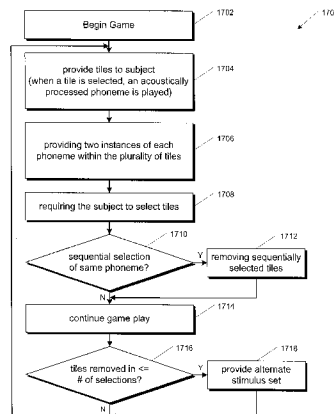 170
Begin Game
1702
provide tiles to subject
(when a tile is selected, an
acoustically
processed phoneme is played)
1704
providing two instances of each
phoneme within the plurality of tiles
1706
requiring the subject to select tiles
1708
sequential selection
of same phoneme?
1710
Y
removing sequentially
selected tiles
1712
N
continue game play
1714
tiles removed in <=
# of selections?
1716
Y
provide alternate
stimulus set
1718
N